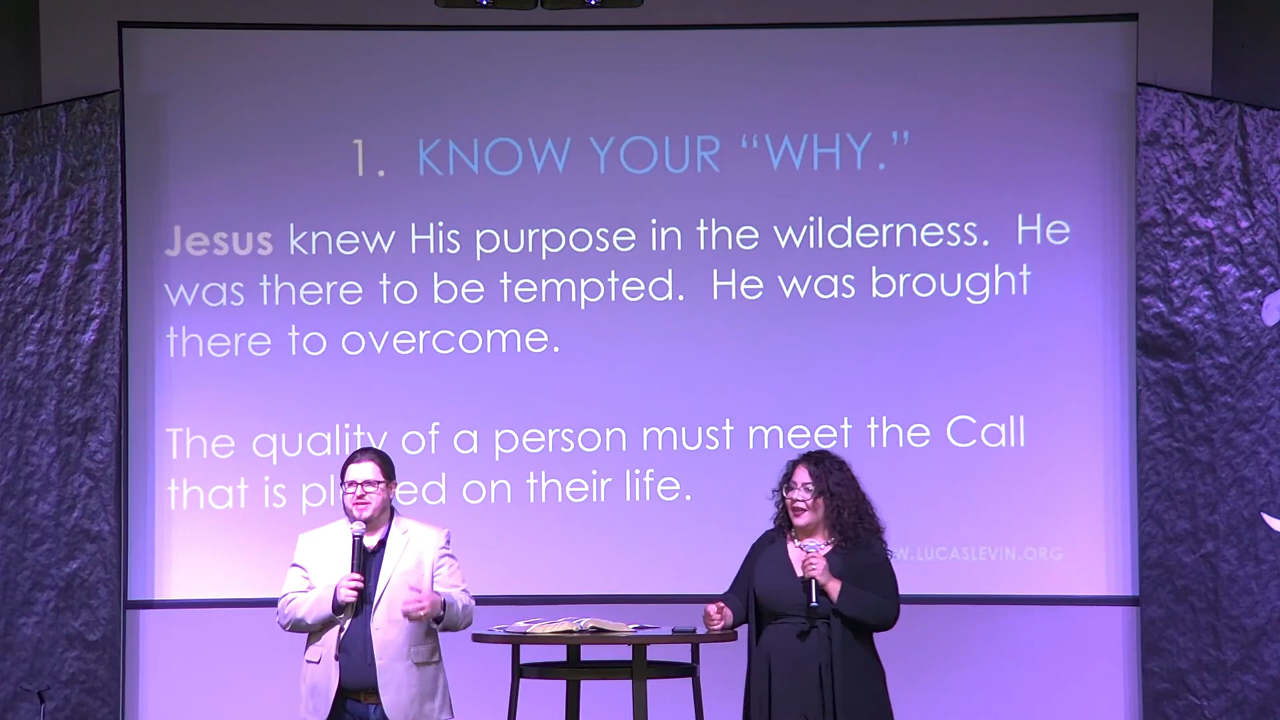 1. KNOW YOUR “WHY.”
Jesus knew His purpose in the wilderness. He
was there to be tempted. He was brought
there to overcome.
The quality of a person must meet the Call
that is on their life.
LUCASLEVIN.ORG